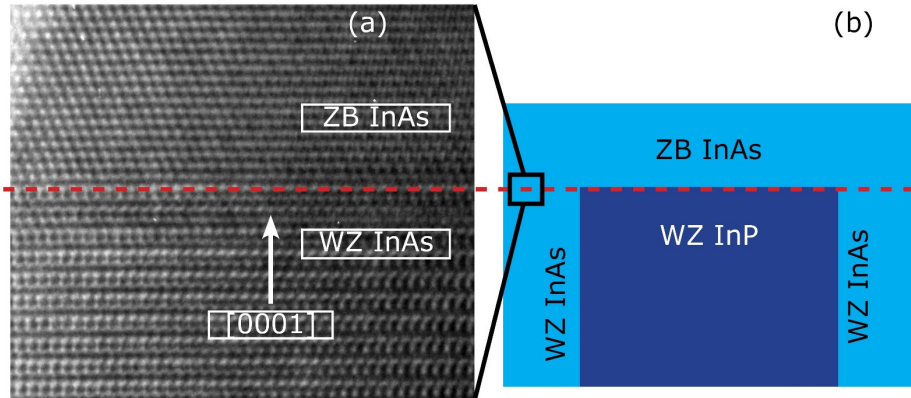 (a)
ZB InAs
WZ InAs
[0001]
(b)
ZB InAs
WZ InP
WZ InAs
WZ InAs